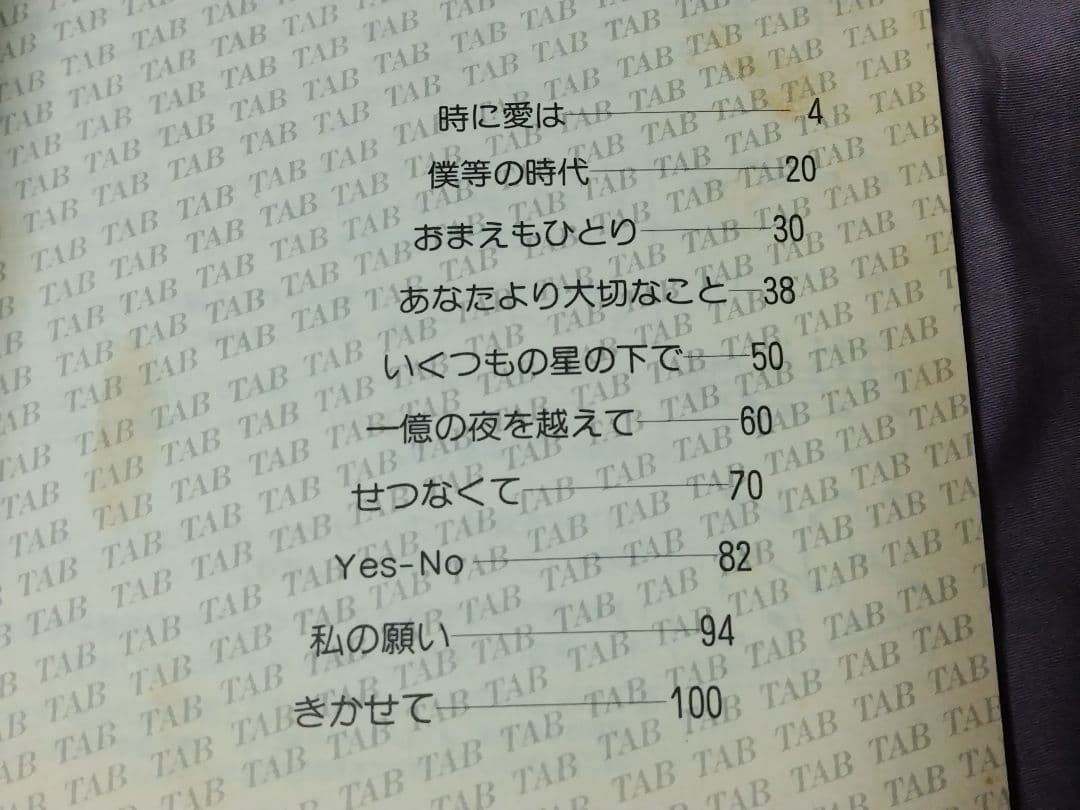 時に愛は 4
僕等の時代 20
おまえもひとり 30
あなたより大切なこと 38
いくつもの星の下で 50
一億の夜を越えて 60
せつなくて 70
Yes-No 82
私の願い 94
きかせて 100